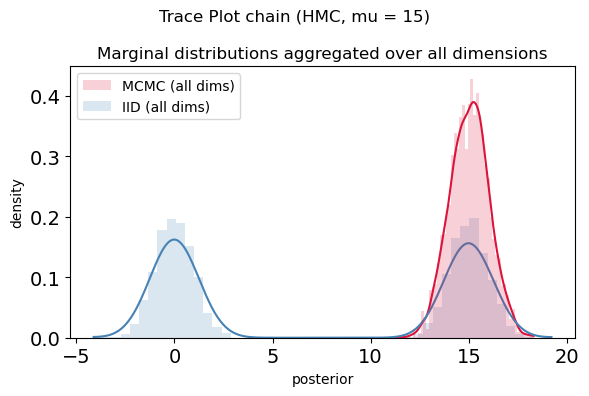 Trace Plot chain (HMC, mu = 15)
Marginal distributions aggregated over all dimensions
MCMC (all dims)
IID (all dims)
density
0.4
0.3
0.2
0.1
0.0
−5 0 5 10 15 20
posterior